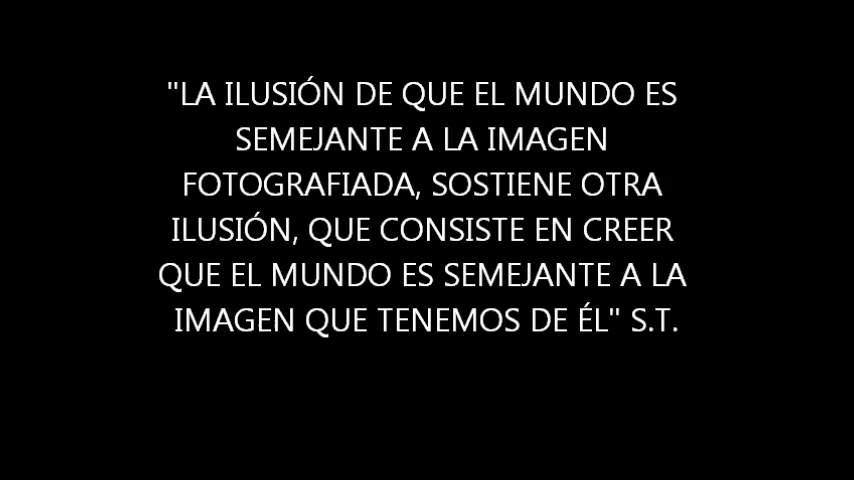 "LA ILUSIÓN DE QUE EL MUNDO ES
SEMEJANTE A LA IMAGEN
FOTOGRAFIADA, SOSTIENE OTRA
ILUSIÓN, QUE CONSISTE EN CREER
QUE EL MUNDO ES SEMEJANTE A LA
IMAGEN QUE TENEMOS DE ÉL" S.T.